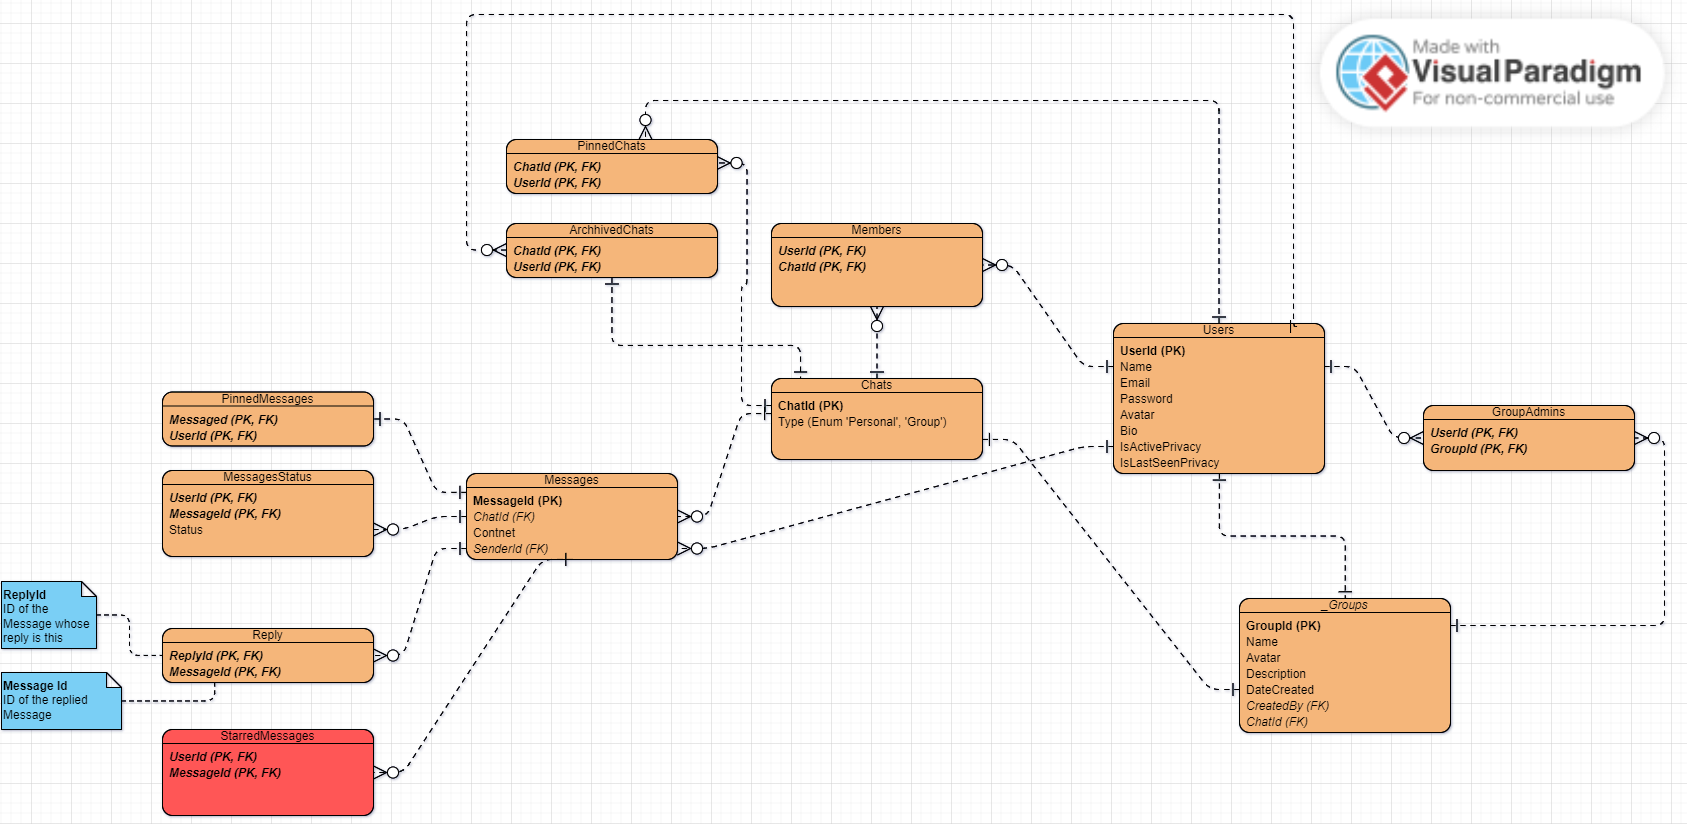 Made with
Visual Paradigm
For non-commercial use
PinnedChats
ChatId (PK, FK)
UserId (PK, FK)
ArchhivedChats
ChatId (PK, FK)
UserId (PK, FK)
Members
UserId (PK, FK)
ChatId (PK, FK)
Users
UserId (PK)
Name
Email
Password
Avatar
Bio
IsActivePrivacy
IsLastSeenPrivacy
Chats
ChatId (PK)
Type (Enum 'Personal', 'Group')
PinnedMessages
Messaged (PK, FK)
UserId (PK, FK)
GroupAdmins
UserId (PK, FK)
GroupId (PK, FK)
MessagesStatus
UserId (PK, FK)
MessageId (PK, FK)
Status
Messages
MessageId (PK)
ChatId (FK)
Contnet
SenderId (FK)
ReplyId
ID of the
Message whose
reply is this
Reply
ReplyId (PK, FK)
MessageId (PK, FK)
_Groups
GroupId (PK)
Name
Avatar
Description
DateCreated
CreatedBy (FK)
ChatId (FK)
Message Id
ID of the replied
Message
StarredMessages
UserId (PK, FK)
MessageId (PK, FK)